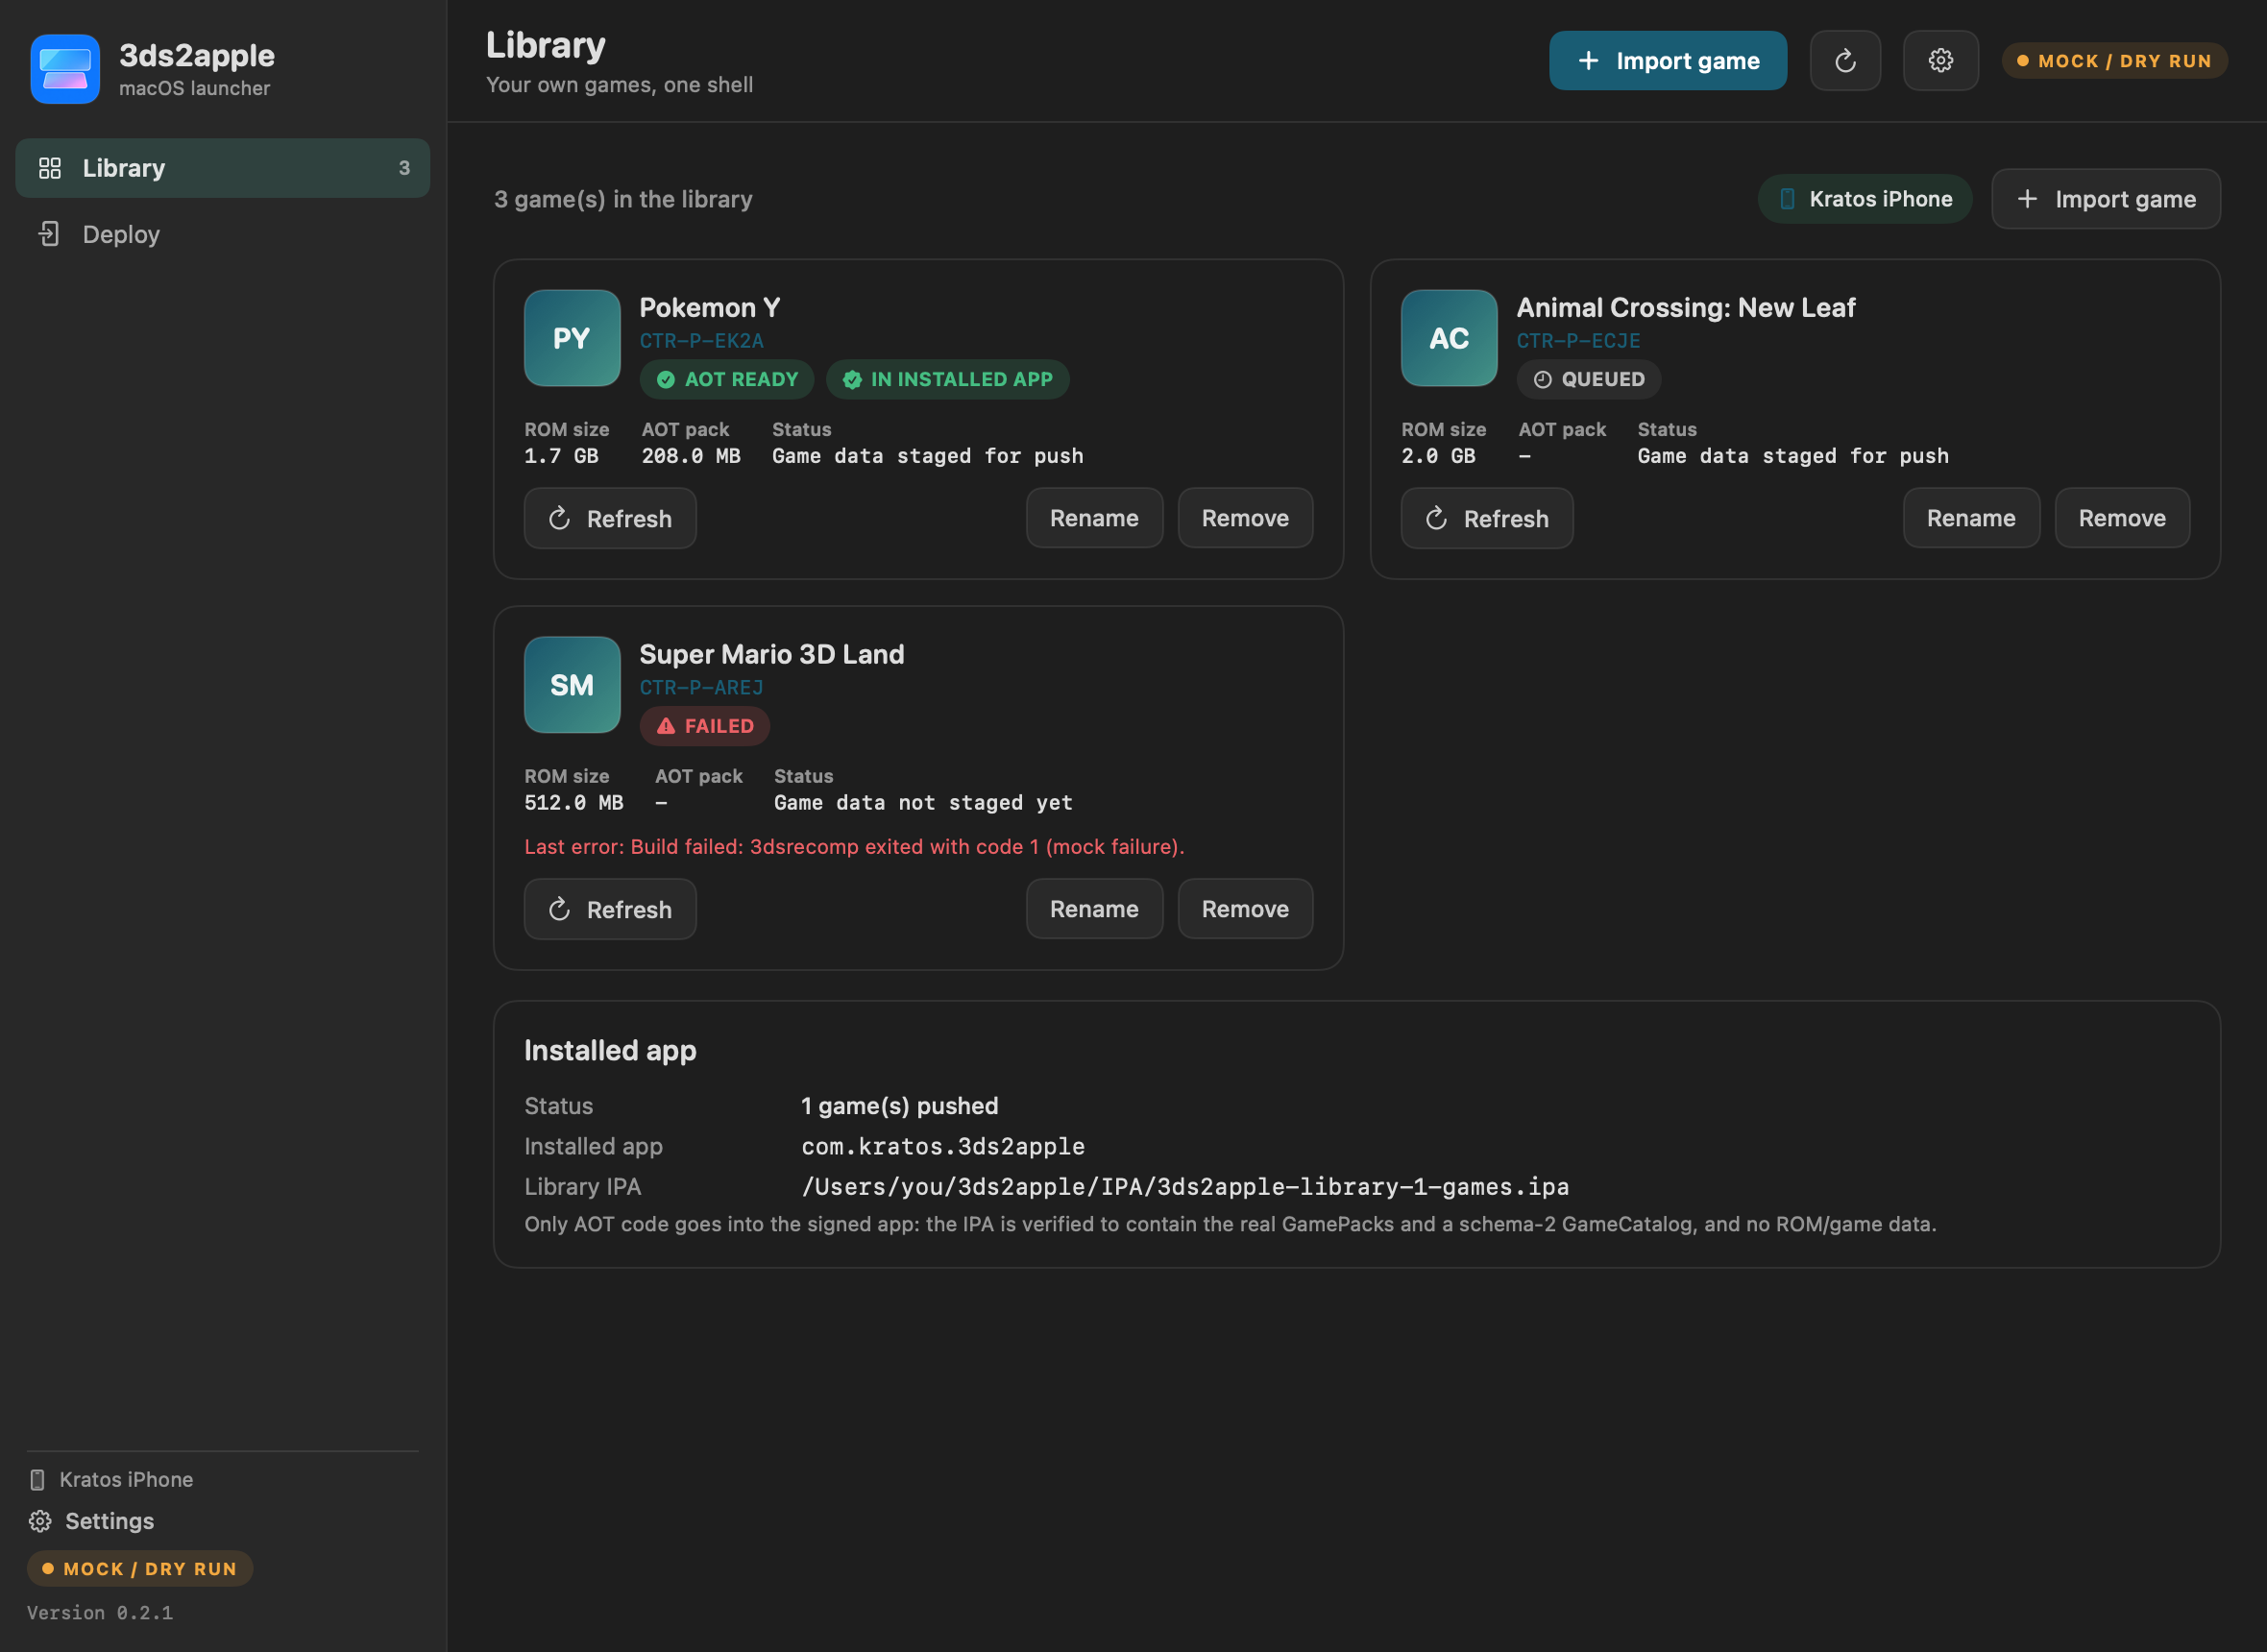 3ds2apple
macOS launcher
Library 3
Deploy
Library
Your own games, one shell
Import game
MOCK / DRY RUN
3 game(s) in the library
Kratos iPhone
Import game
PY
Pokemon Y
CTR-P-EK2A
AOT READY
IN INSTALLED APP
ROM size AOT pack Status
1.7 GB 208.0 MB Game data staged for push
Refresh Rename Remove
AC
Animal Crossing: New Leaf
CTR-P-ECJE
QUEUED
ROM size AOT pack Status
2.0 GB – Game data staged for push
Refresh Rename Remove
SM
Super Mario 3D Land
CTR-P-AREJ
FAILED
ROM size AOT pack Status
512.0 MB – Game data not staged yet
Last error: Build failed: 3dsrecomp exited with code 1 (mock failure).
Refresh Rename Remove
Installed app
Status 1 game(s) pushed
Installed app com.kratos.3ds2apple
Library IPA /Users/you/3ds2apple/IPA/3ds2apple-library-1-games.ipa
Only AOT code goes into the signed app: the IPA is verified to contain the real GamePacks and a schema-2 GameCatalog, and no ROM/game data.
Kratos iPhone
Settings
MOCK / DRY RUN
Version 0.2.1